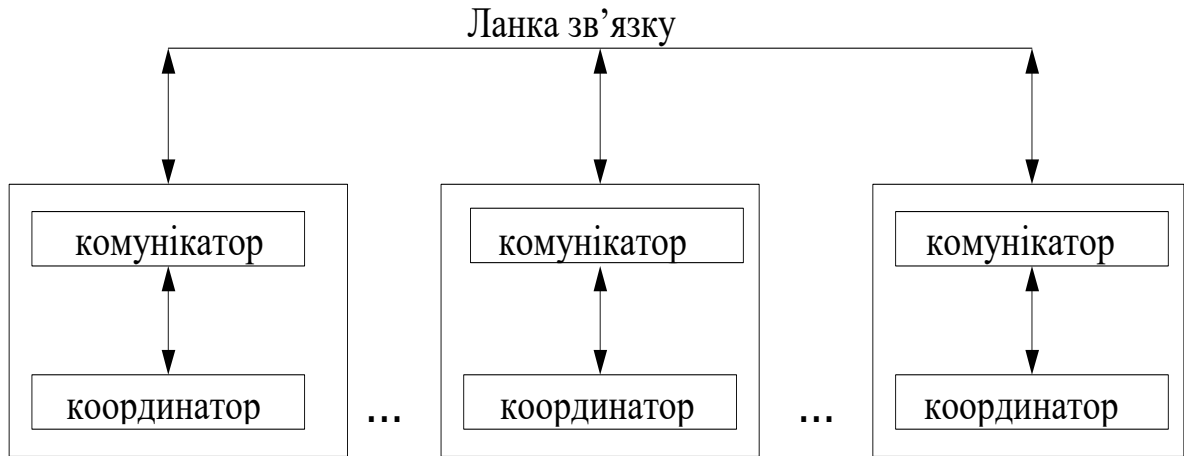 Ланка зв’язку
комунікатор
комунікатор
комунікатор
координатор
...
координатор
...
координатор